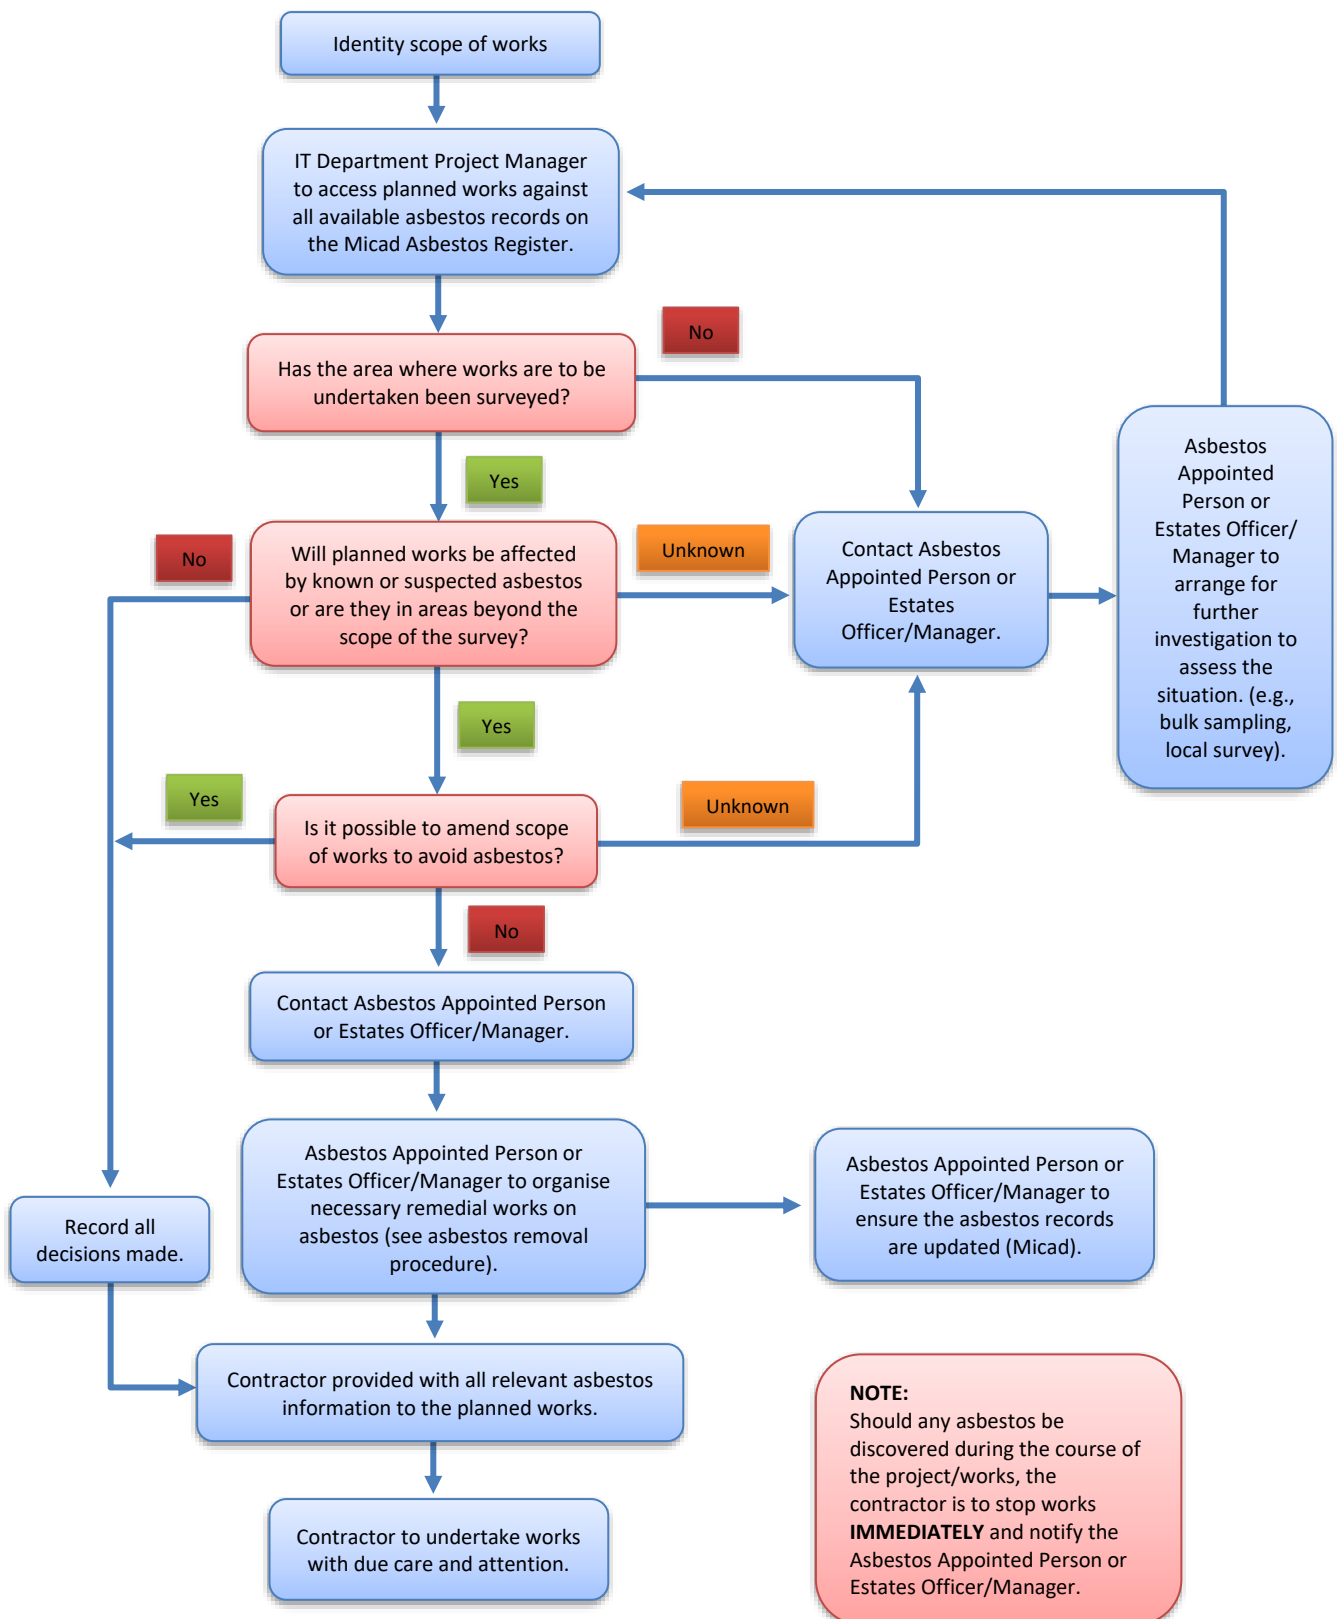 Identity scope of works
IT Department Project Manager
to access planned works against
all available asbestos records on
the Micad Asbestos Register.
No
Has the area where works are to be
undertaken been surveyed?
Yes
Asbestos
Appointed
Person or
Estates Officer/
Manager to
arrange for
further
investigation to
assess the
situation. (e.g.,
bulk sampling,
local survey).
No
Will planned works be affected
by known or suspected asbestos
or are they in areas beyond the
scope of the survey?
Unknown
Contact Asbestos
Appointed Person or
Estates
Officer/Manager.
Yes
Yes
Is it possible to amend scope
of works to avoid asbestos?
Unknown
No
Contact Asbestos Appointed Person
or Estates Officer/Manager.
Asbestos Appointed Person or
Estates Officer/Manager to organise
necessary remedial works on
asbestos (see asbestos removal
procedure).
Asbestos Appointed Person or
Estates Officer/Manager to
ensure the asbestos records
are updated (Micad).
Record all
decisions made.
Contractor provided with all relevant asbestos
information to the planned works.
Contractor to undertake works
with due care and attention.
NOTE:
Should any asbestos be
discovered during the course of
the project/works, the
contractor is to stop works
IMMEDIATELY and notify the
Asbestos Appointed Person or
Estates Officer/Manager.